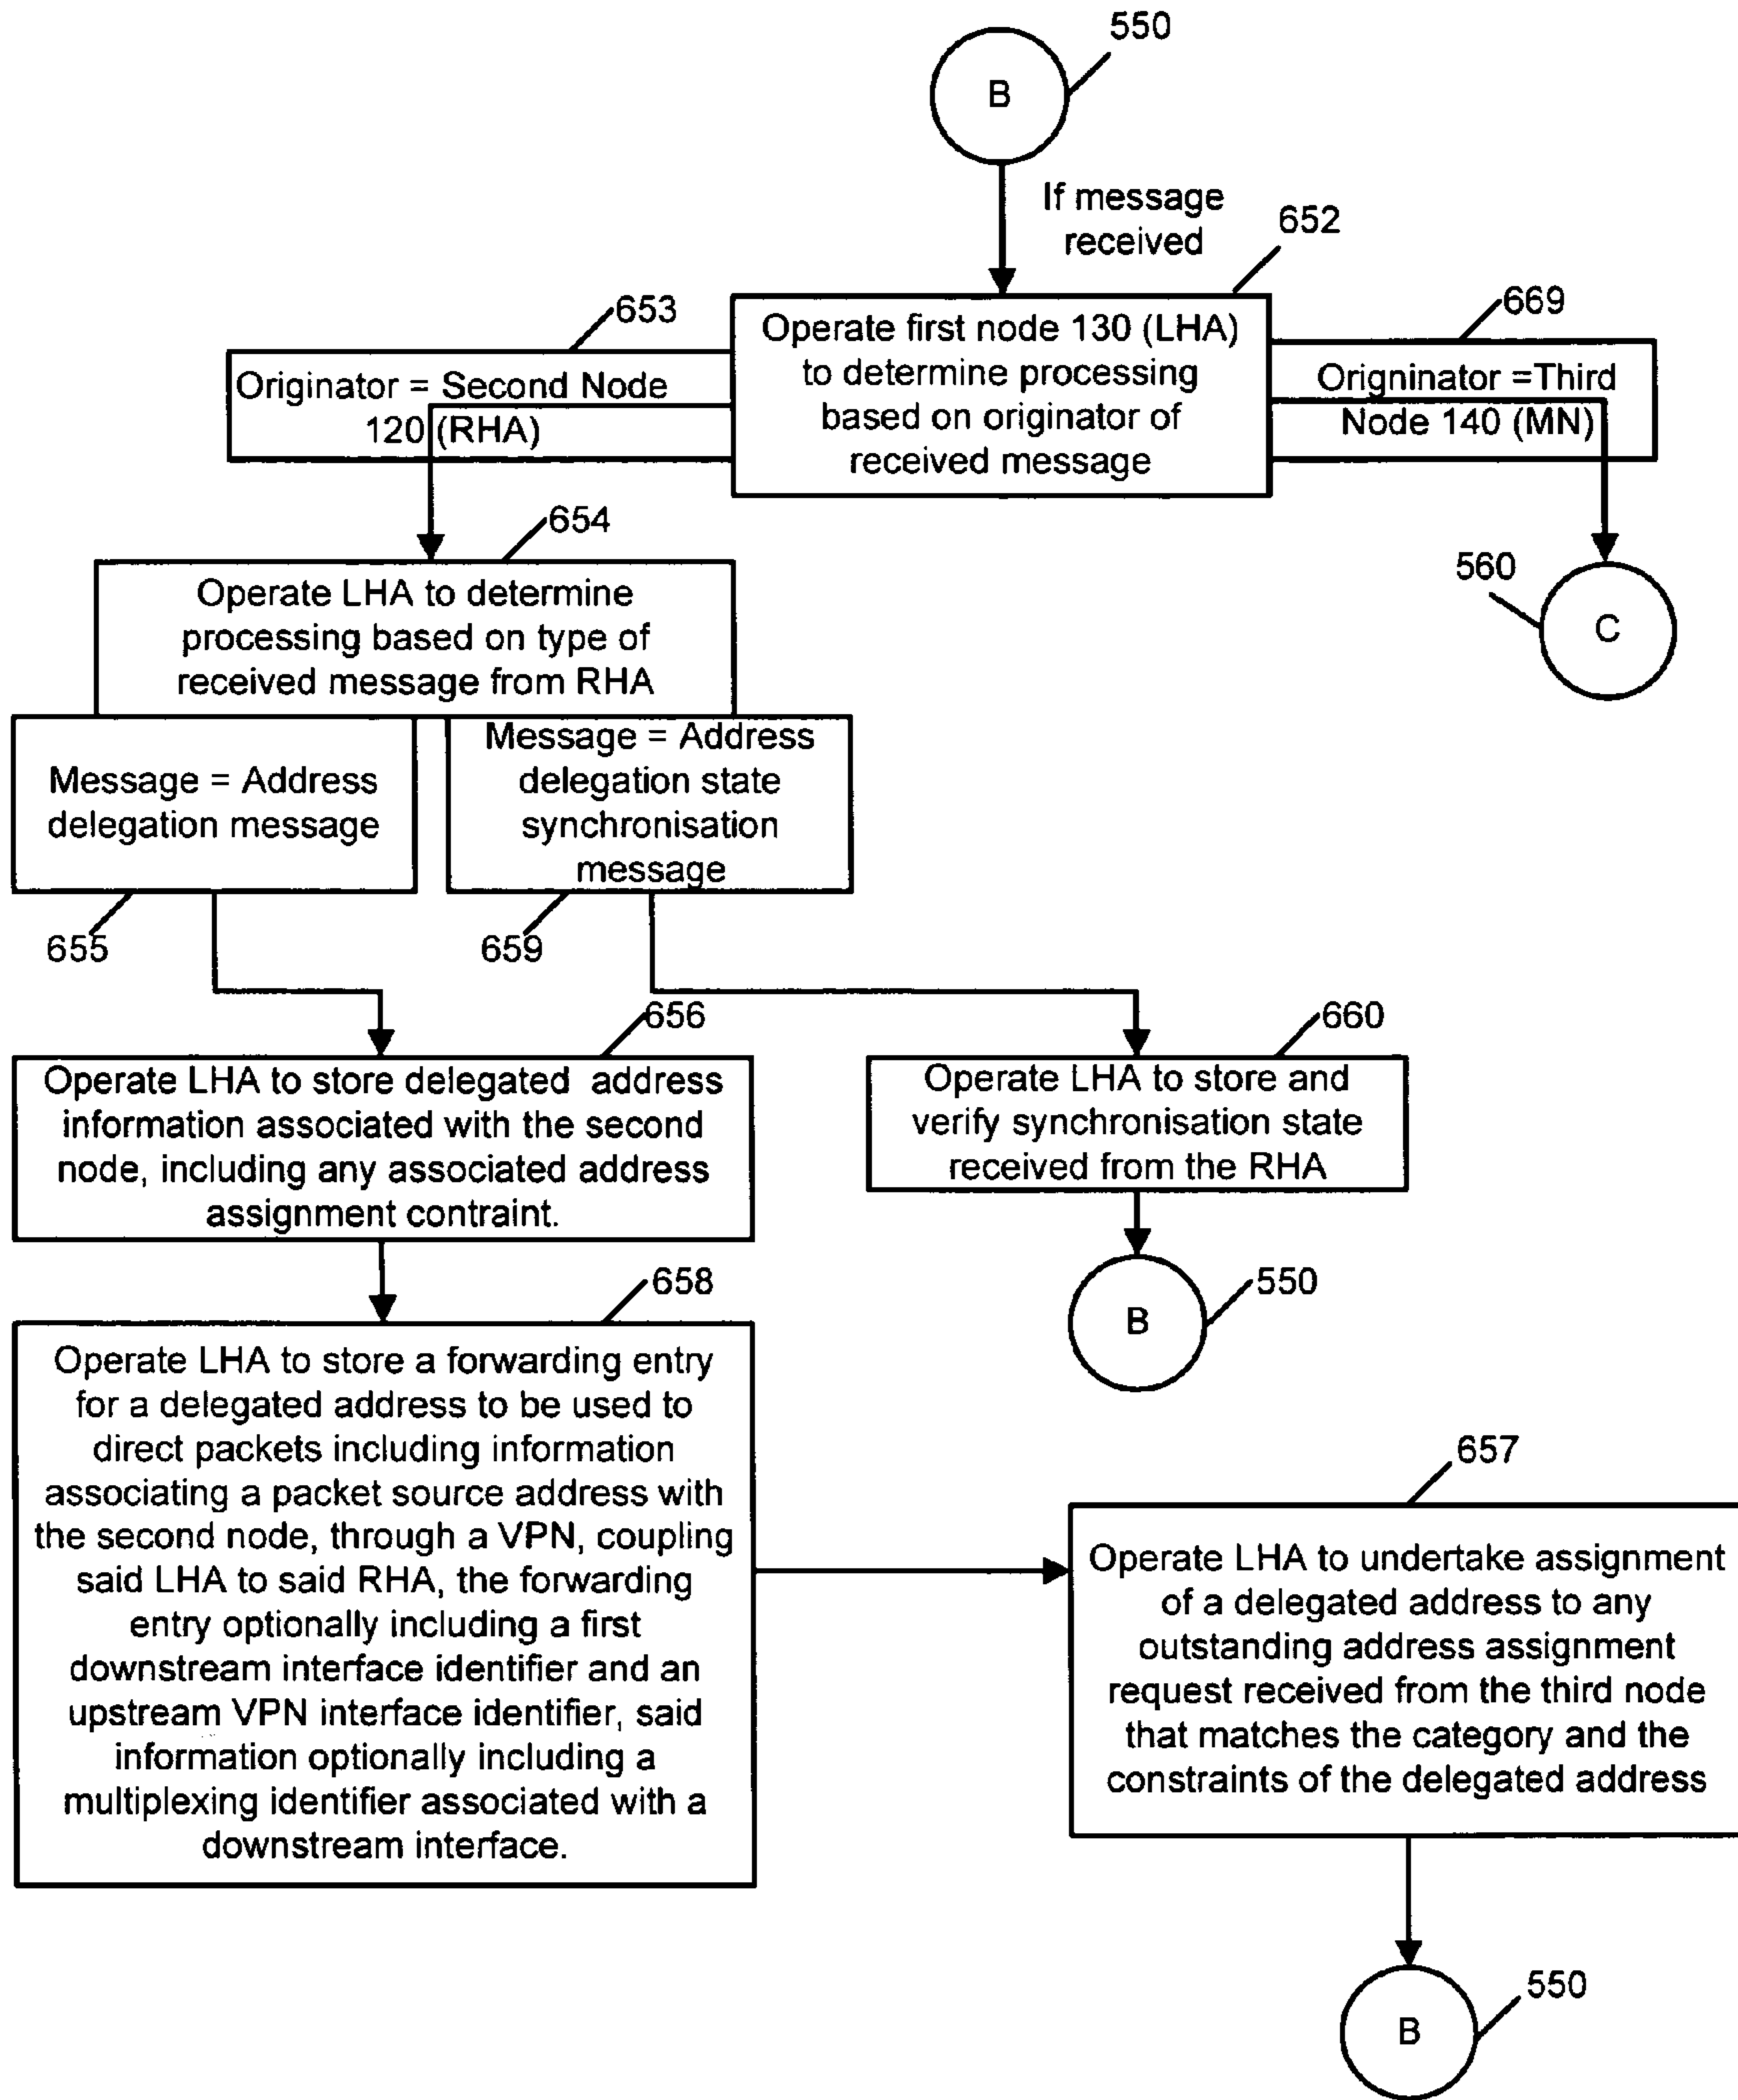 550
B
If message
received
652
653
669
Operate first node 130 (LHA)
to determine processing
based on originator of
received message
Originator = Second Node
120 (RHA)
Origninator =Third
Node 140 (MN)
654
560
C
Operate LHA to determine
processing based on type of
received message from RHA
Message = Address
delegation message
Message = Address
delegation state
synchronisation
message
655
659
656
660
Operate LHA to store delegated address
information associated with the second
node, including any associated address
assignment contraint.
Operate LHA to store and
verify synchronisation state
received from the RHA
658
550
B
Operate LHA to store a forwarding entry
for a delegated address to be used to
direct packets including information
associating a packet source address with
the second node, through a VPN, coupling
said LHA to said RHA, the forwarding
entry optionally including a first
downstream interface identifier and an
upstream VPN interface identifier, said
information optionally including a
multiplexing identifier associated with a
downstream interface.
657
Operate LHA to undertake assignment
of a delegated address to any
outstanding address assignment
request received from the third node
that matches the category and the
constraints of the delegated address
550
B